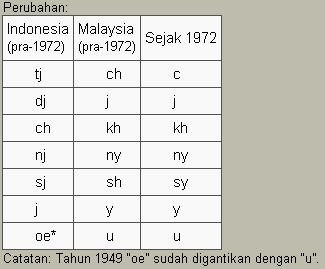 Perubahan:
Indonesia (pra-1972) Malaysia (pra-1972) Sejak 1972
tj ch c
dj j j
ch kh kh
nj ny ny
sj sh sy
j y y
oe* u u
Catatan: Tahun 1949 "oe" sudah digantikan dengan "u".